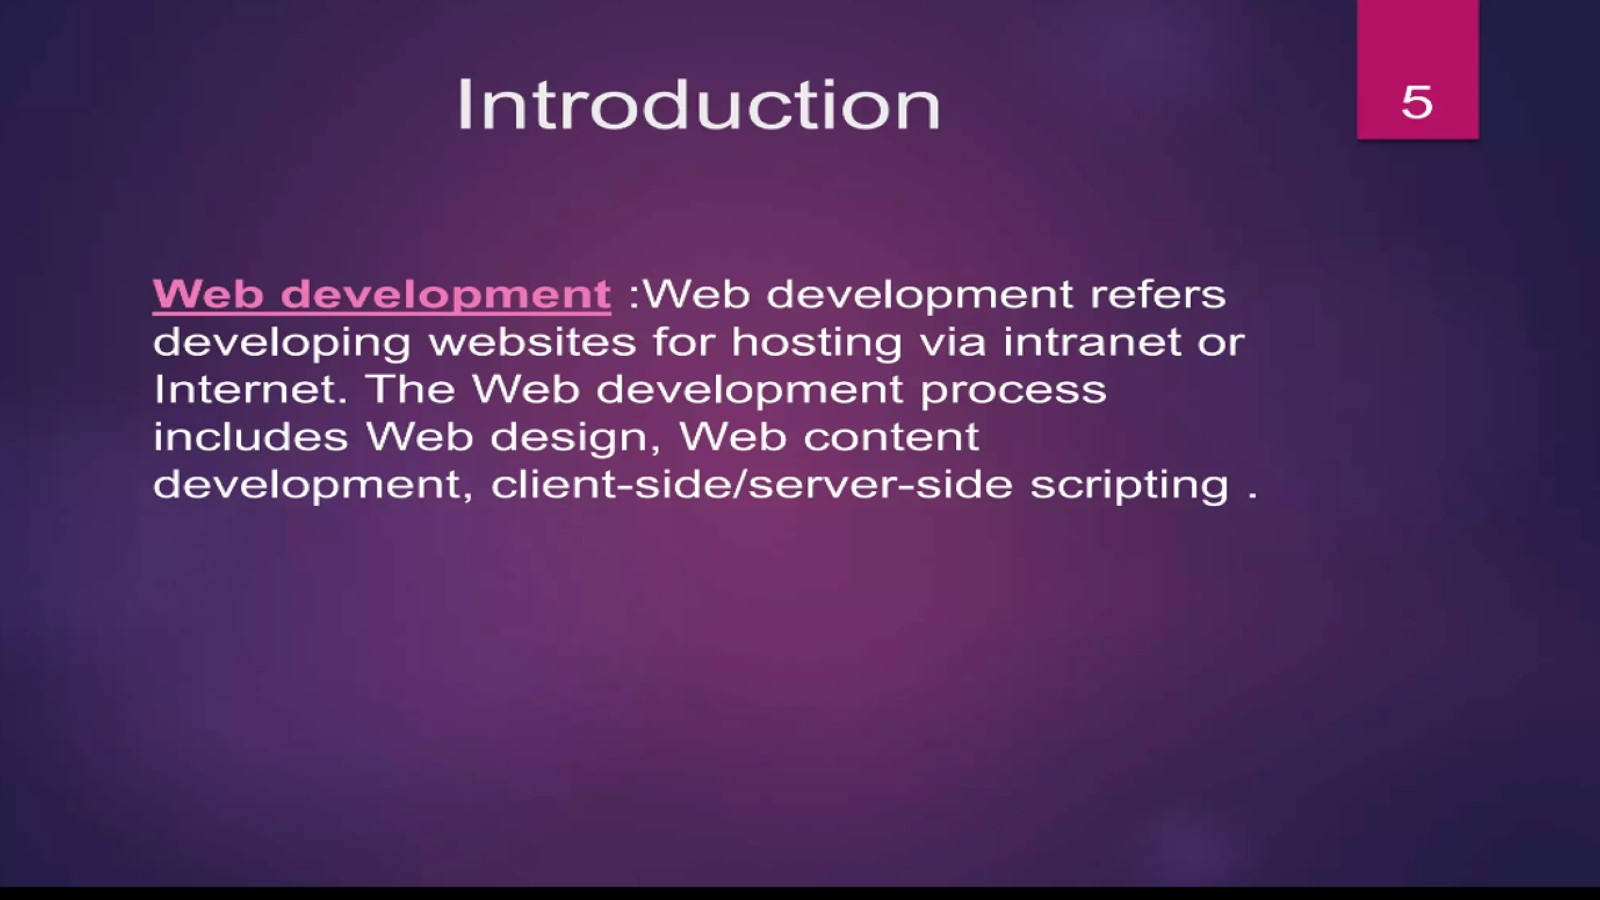 Introduction
5
Web development :Web development refers
developing websites for hosting via intranet or
Internet. The Web development process
includes Web design, Web content
development, client-side/server-side scripting .